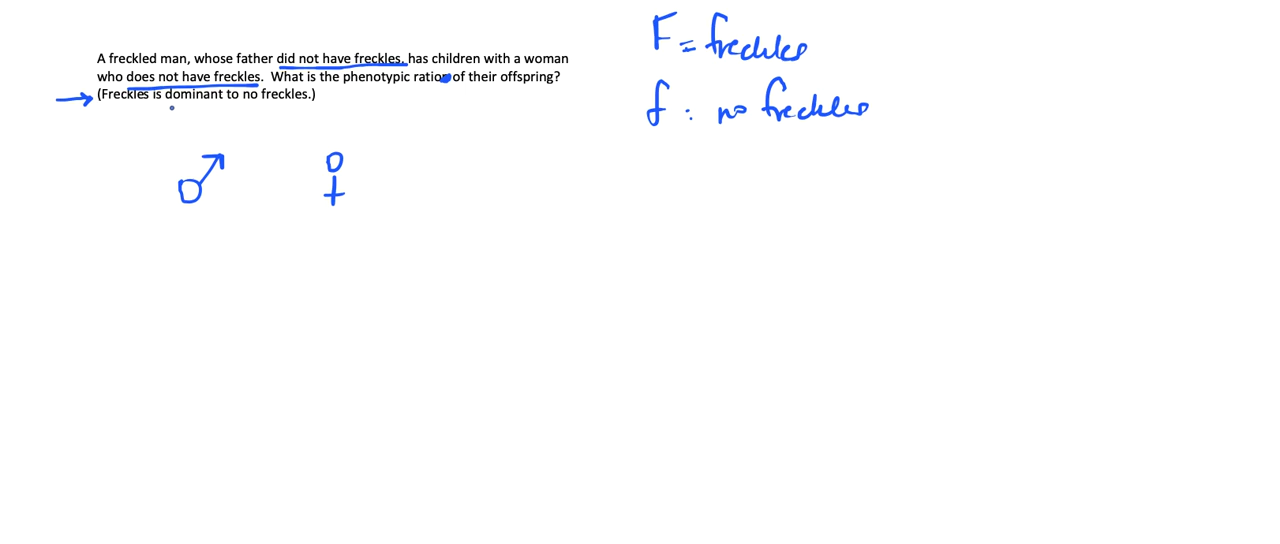 A freckled man, whose father did not have freckles, has children with a woman
who does not have freckles. What is the phenotypic ratio of their offspring?
(Freckles is dominant to no freckles.)
F = freckles
f : no freckles